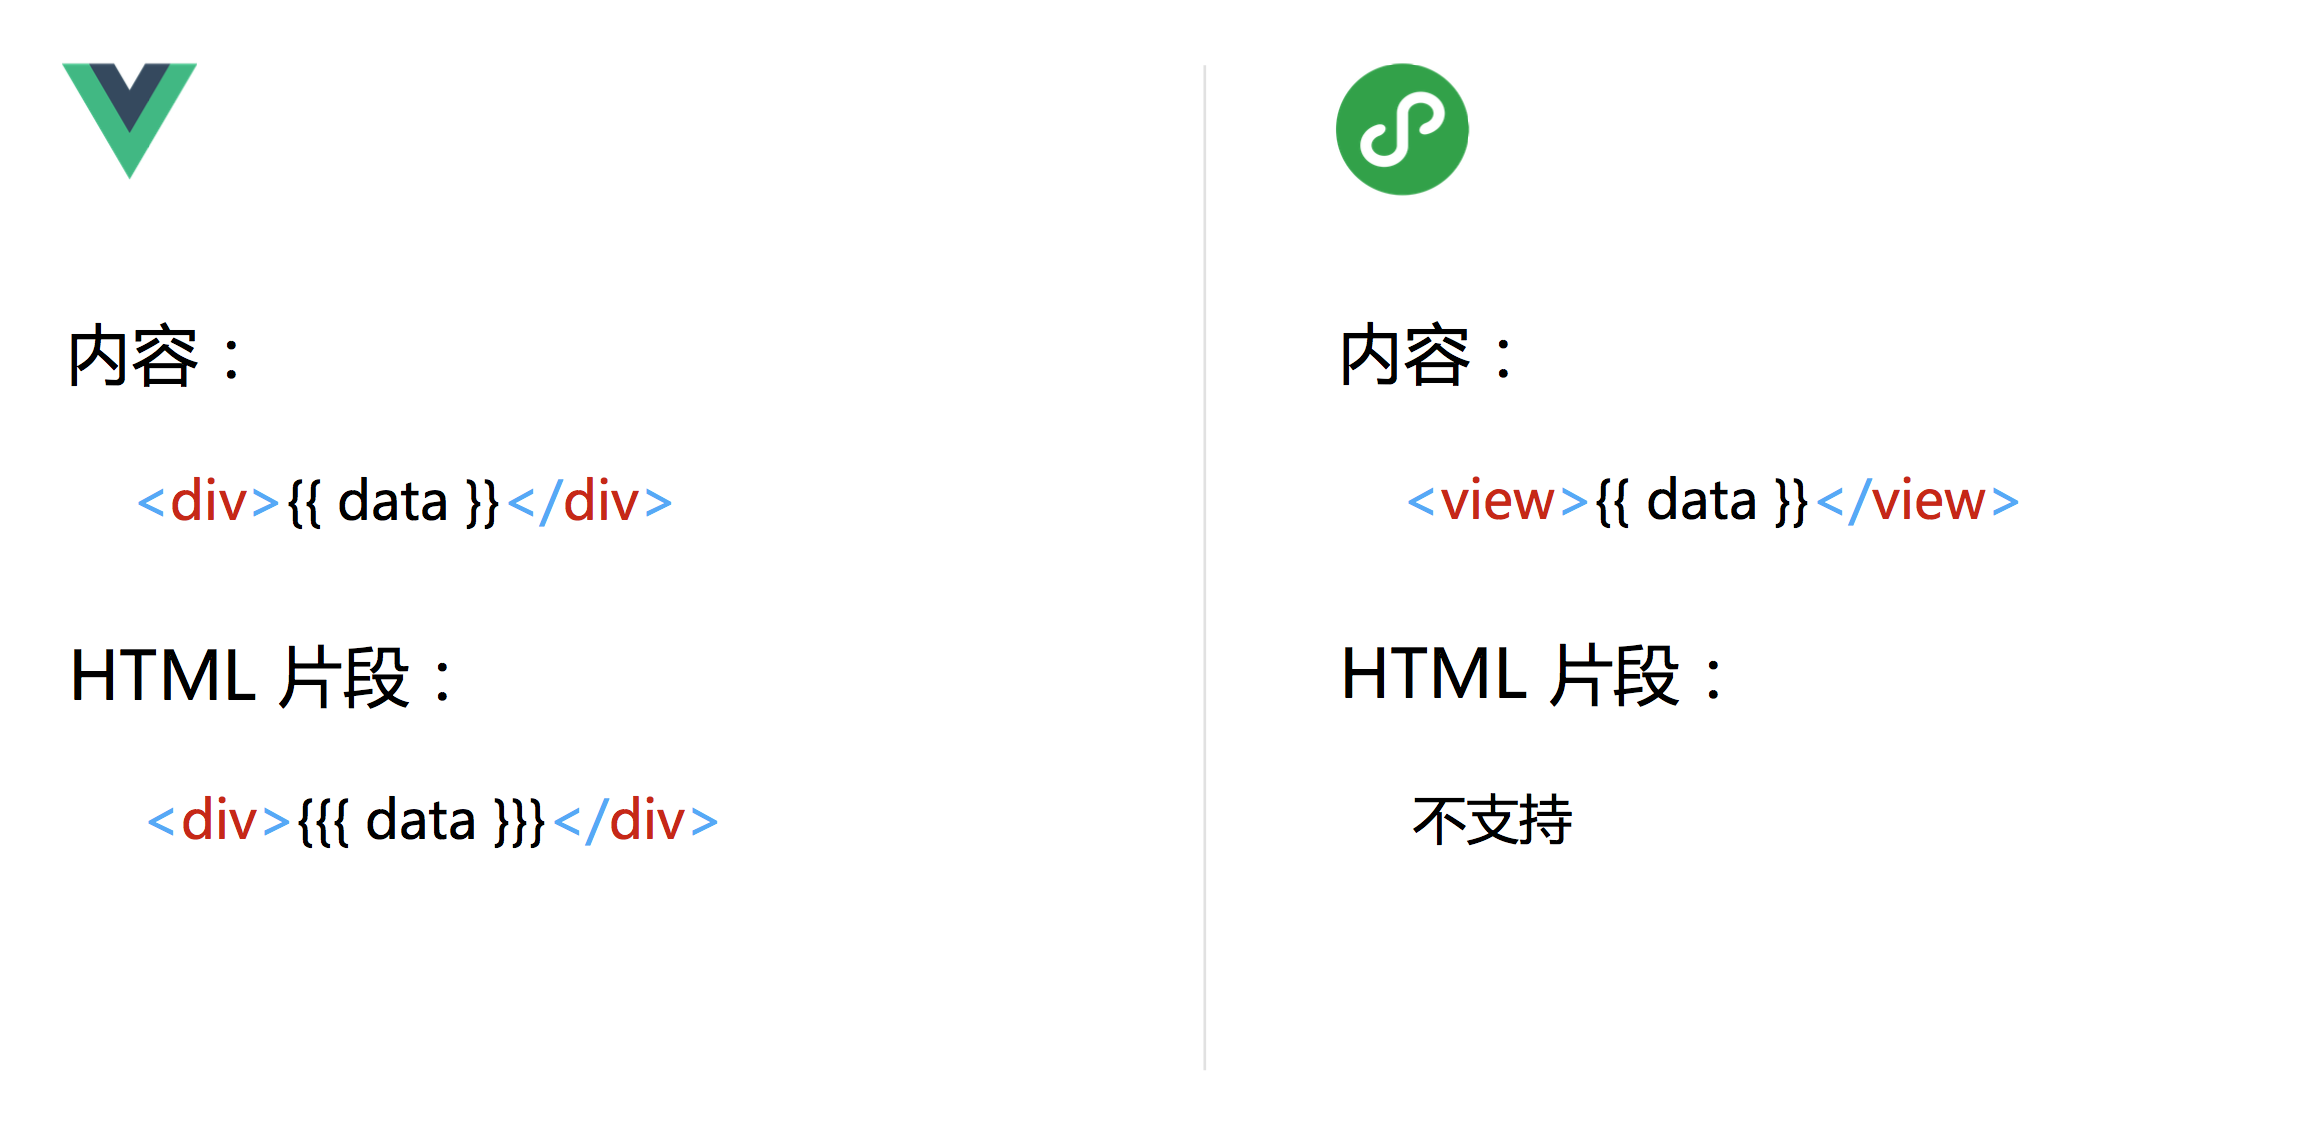 内容：
<div>{{ data }}</div>
HTML 片段：
<div>{{{ data }}}</div>
内容：
<view>{{ data }}</view>
HTML 片段：
不支持